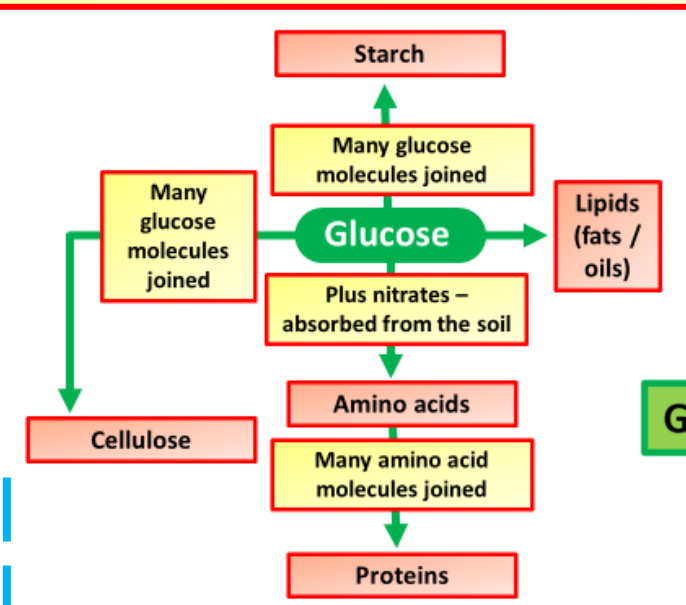 Starch
Many glucose
molecules joined
Many
glucose
molecules
joined
Glucose
Lipids
(fats /
oils)
Plus nitrates –
absorbed from the soil
Amino acids
G
Cellulose
Many amino acid
molecules joined
Proteins